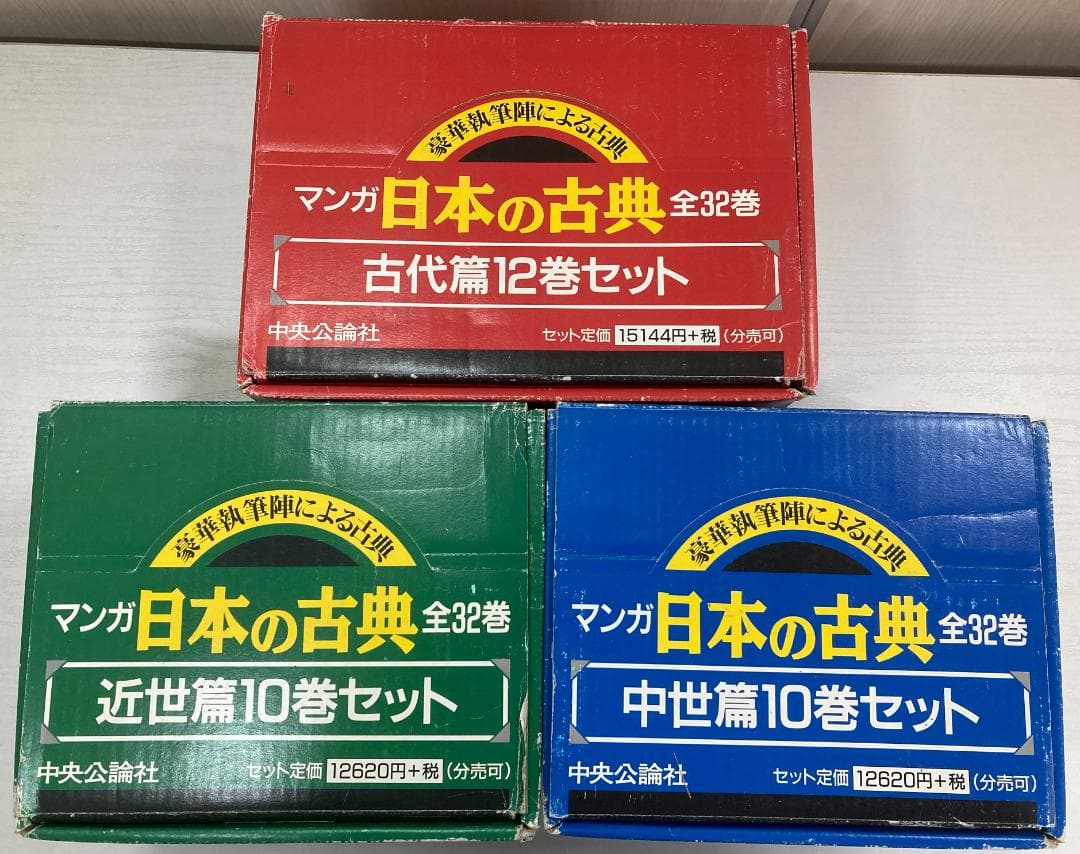 豪華執筆陣による古典
マンガ 日本の古典 全32巻
古代篇12巻セット
中央公論社 セット定価 15144円+税 (分売可)
豪華執筆陣による古典
マンガ 日本の古典 全32巻
近世篇10巻セット
中央公論社 セット定価 12620円+税 (分売可)
豪華執筆陣による古典
マンガ 日本の古典 全32巻
中世篇10巻セット
中央公論社 セット定価 12620円+税 (分売可)